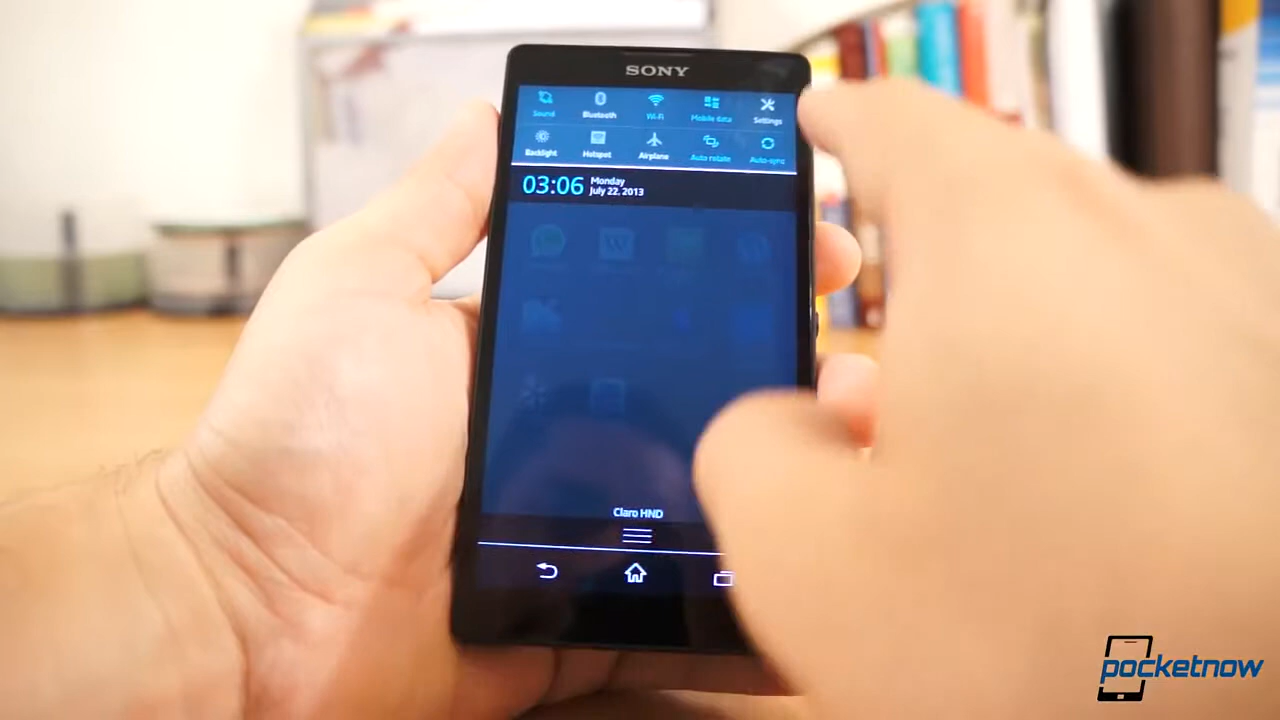 SONY
Sound Bluetooth Wi-Fi Mobile data Settings
Backlight Hotspot Airplane Auto rotate Auto-sync
03:06 Monday
July 22, 2013
Claro HND
pocketnow